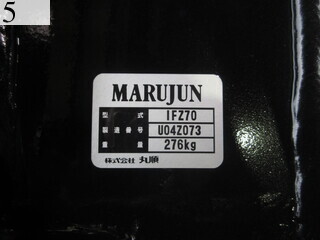 5
MARUJUN
型式 IFZ70
製造番号 U04Z073
重量 276kg
株式会社 丸順